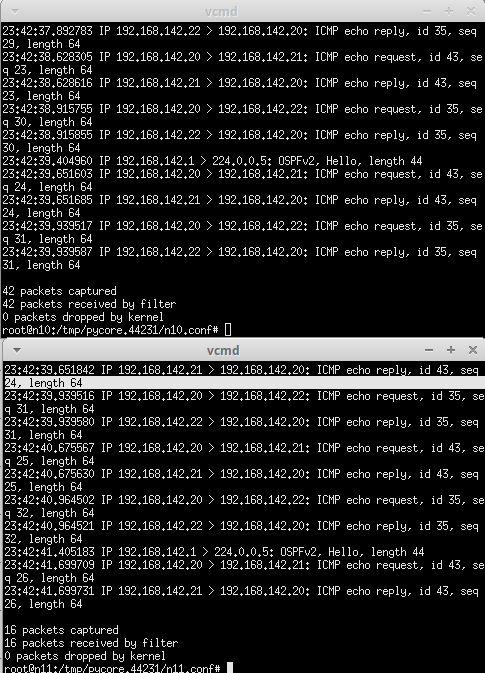 vcmd
23:42:37.892783 IP 192.168.142.22 > 192.168.142.20: ICMP echo reply, id 35, seq
29, length 64
23:42:38.628305 IP 192.168.142.20 > 192.168.142.21: ICMP echo request, id 43, se
q 23, length 64
23:42:38.628616 IP 192.168.142.21 > 192.168.142.20: ICMP echo reply, id 43, seq
23, length 64
23:42:38.915755 IP 192.168.142.20 > 192.168.142.22: ICMP echo request, id 35, se
q 30, length 64
23:42:38.915855 IP 192.168.142.22 > 192.168.142.20: ICMP echo reply, id 35, seq
30, length 64
23:42:39.404960 IP 192.168.142.1 > 224.0.0.5: OSPFv2, Hello, length 44
23:42:39.651603 IP 192.168.142.20 > 192.168.142.21: ICMP echo request, id 43, se
q 24, length 64
23:42:39.651685 IP 192.168.142.21 > 192.168.142.20: ICMP echo reply, id 43, seq
24, length 64
23:42:39.939517 IP 192.168.142.20 > 192.168.142.22: ICMP echo request, id 35, se
q 31, length 64
23:42:39.939587 IP 192.168.142.22 > 192.168.142.20: ICMP echo reply, id 35, seq
31, length 64
42 packets captured
42 packets received by filter
0 packets dropped by kernel
root@n10:/tmp/pycore.44231/n10.conf#
vcmd
23:42:39.651842 IP 192.168.142.21 > 192.168.142.20: ICMP echo reply, id 43, seq
24, length 64
23:42:39.939516 IP 192.168.142.20 > 192.168.142.22: ICMP echo request, id 35, se
q 31, length 64
23:42:39.939580 IP 192.168.142.22 > 192.168.142.20: ICMP echo reply, id 35, seq
31, length 64
23:42:40.675567 IP 192.168.142.20 > 192.168.142.21: ICMP echo request, id 43, se
q 25, length 64
23:42:40.675630 IP 192.168.142.21 > 192.168.142.20: ICMP echo reply, id 43, seq
25, length 64
23:42:40.964502 IP 192.168.142.20 > 192.168.142.22: ICMP echo request, id 35, se
q 32, length 64
23:42:40.964521 IP 192.168.142.22 > 192.168.142.20: ICMP echo reply, id 35, seq
32, length 64
23:42:41.405183 IP 192.168.142.1 > 224.0.0.5: OSPFv2, Hello, length 44
23:42:41.699709 IP 192.168.142.20 > 192.168.142.21: ICMP echo request, id 43, se
q 26, length 64
23:42:41.699731 IP 192.168.142.21 > 192.168.142.20: ICMP echo reply, id 43, seq
26, length 64
16 packets captured
16 packets received by filter
0 packets dropped by kernel
root@n11:/tmp/pycore.44231/n11.conf#